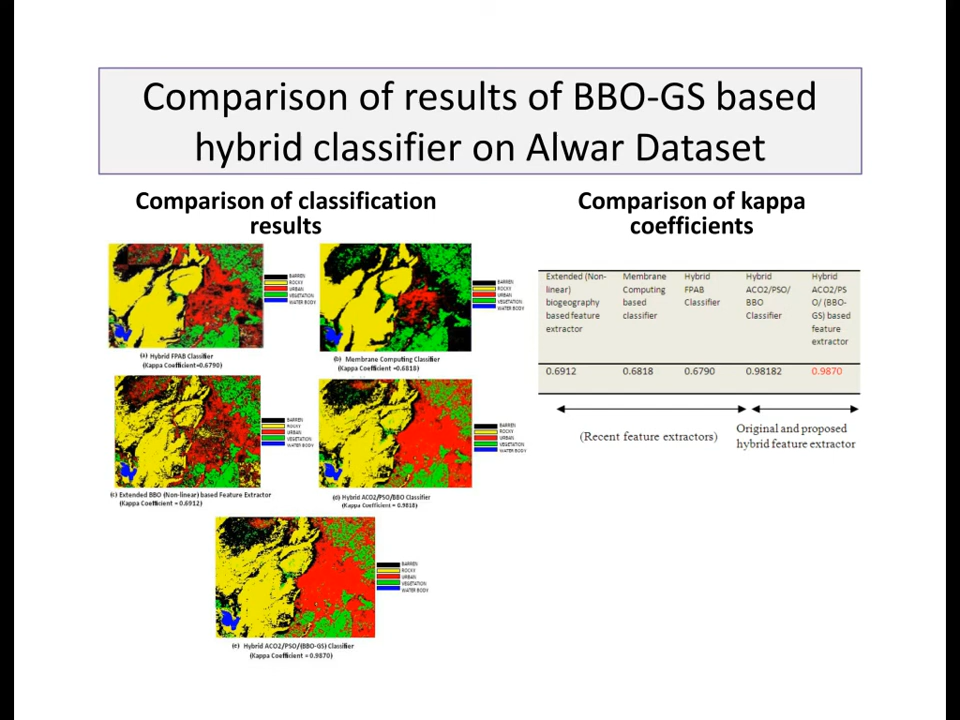 Comparison of results of BBO-GS based
hybrid classifier on Alwar Dataset
Comparison of classification
results
BARREN
ROCKY
URBAN
VEGETATION
WATER BODY
(a) Hybrid FPAB Classifier
(Kappa Coefficient=0.6790)
BARREN
ROCKY
URBAN
VEGETATION
WATER BODY
(b) Membrane Computing Classifier
(Kappa Coefficient =0.6818)
BARREN
ROCKY
URBAN
VEGETATION
WATER BODY
(c) Extended BBO (Non-linear) based Feature Extractor
(Kappa Coefficient = 0.6912)
BARREN
ROCKY
URBAN
VEGETATION
WATER BODY
(d) Hybrid ACO2/PSO/BBO Classifier
(Kappa Coefficient = 0.9818)
BARREN
ROCKY
URBAN
VEGETATION
WATER BODY
(e) Hybrid ACO2/PSO/(BBO-GS) Classifier
(Kappa Coefficient = 0.9870)
Comparison of kappa
coefficients
Extended (Non-
linear)
biogeography
based feature
extractor
Membrane
Computing
based
classifier
Hybrid
FPAB
Classifier
Hybrid
ACO2/PSO/
BBO
Classifier
Hybrid
ACO2/PS
O/ (BBO-
GS) based
feature
extractor
0.6912 0.6818 0.6790 0.98182 0.9870
(Recent feature extractors)
Original and proposed
hybrid feature extractor